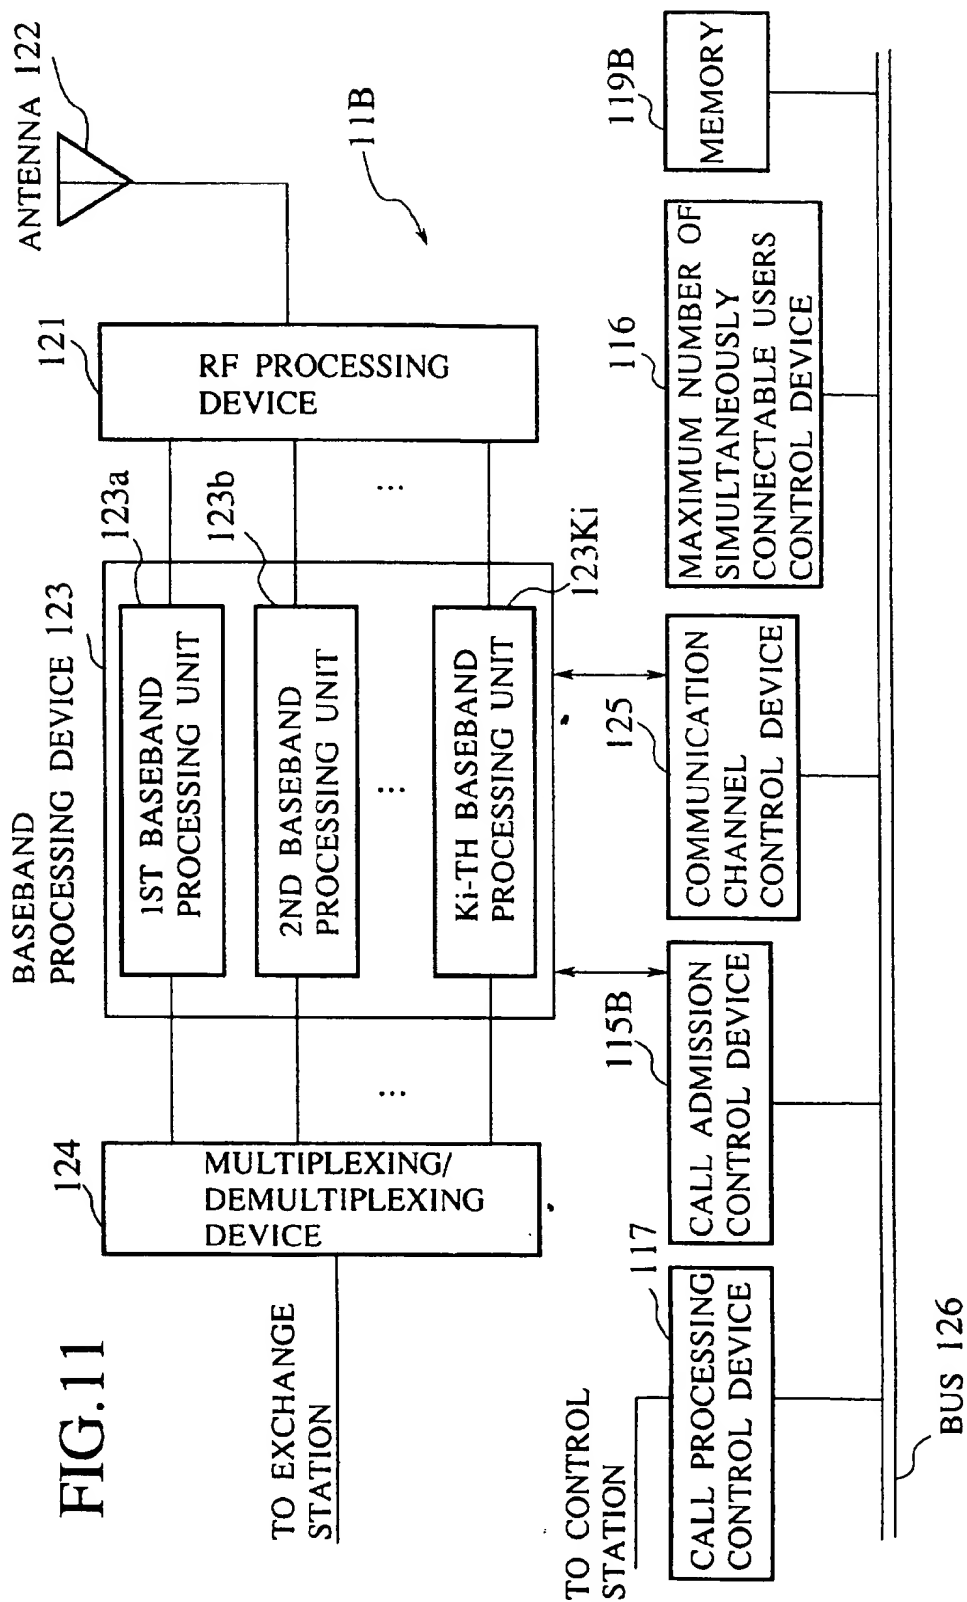 FIG.11
ANTENNA 122
11B
121
RF PROCESSING
DEVICE
BASEBAND
PROCESSING DEVICE 123
123a
1ST BASEBAND
PROCESSING UNIT
123b
2ND BASEBAND
PROCESSING UNIT
...
...
...
123Ki
Ki-TH BASEBAND
PROCESSING UNIT
124
MULTIPLEXING/
DEMULTIPLEXING
DEVICE
TO EXCHANGE
STATION
TO CONTROL
STATION
117
CALL PROCESSING
CONTROL DEVICE
115B
CALL ADMISSION
CONTROL DEVICE
125
COMMUNICATION
CHANNEL
CONTROL DEVICE
116
MAXIMUM NUMBER OF
SIMULTANEOUSLY
CONNECTABLE USERS
CONTROL DEVICE
119B
MEMORY
BUS 126